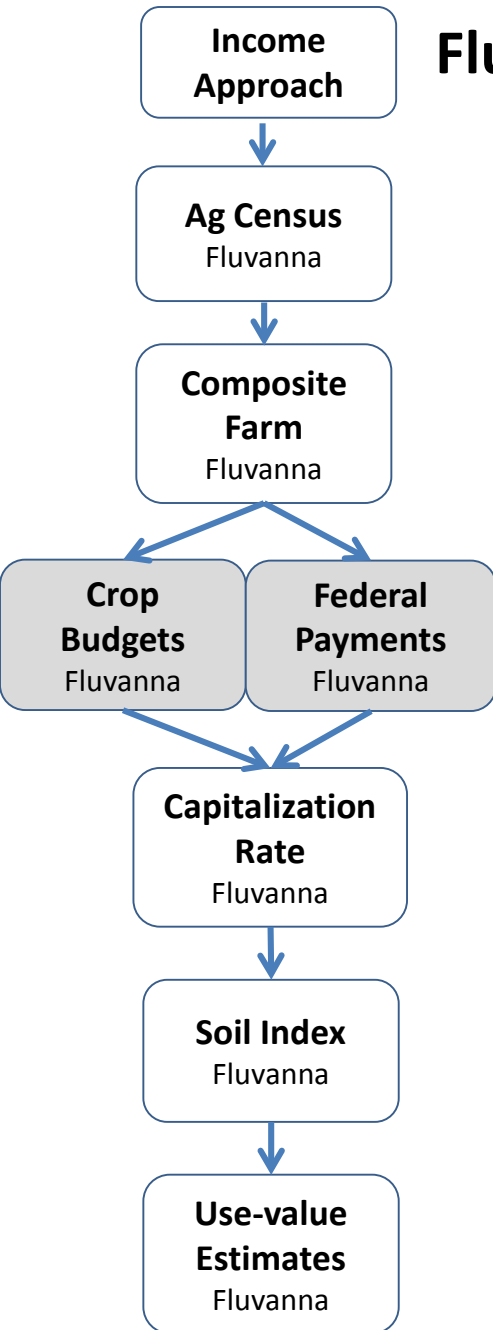 Income
Approach
Flu
Ag Census
Fluvanna
Composite
Farm
Fluvanna
Crop
Budgets
Fluvanna
Federal
Payments
Fluvanna
Capitalization
Rate
Fluvanna
Soil Index
Fluvanna
Use-value
Estimates
Fluvanna